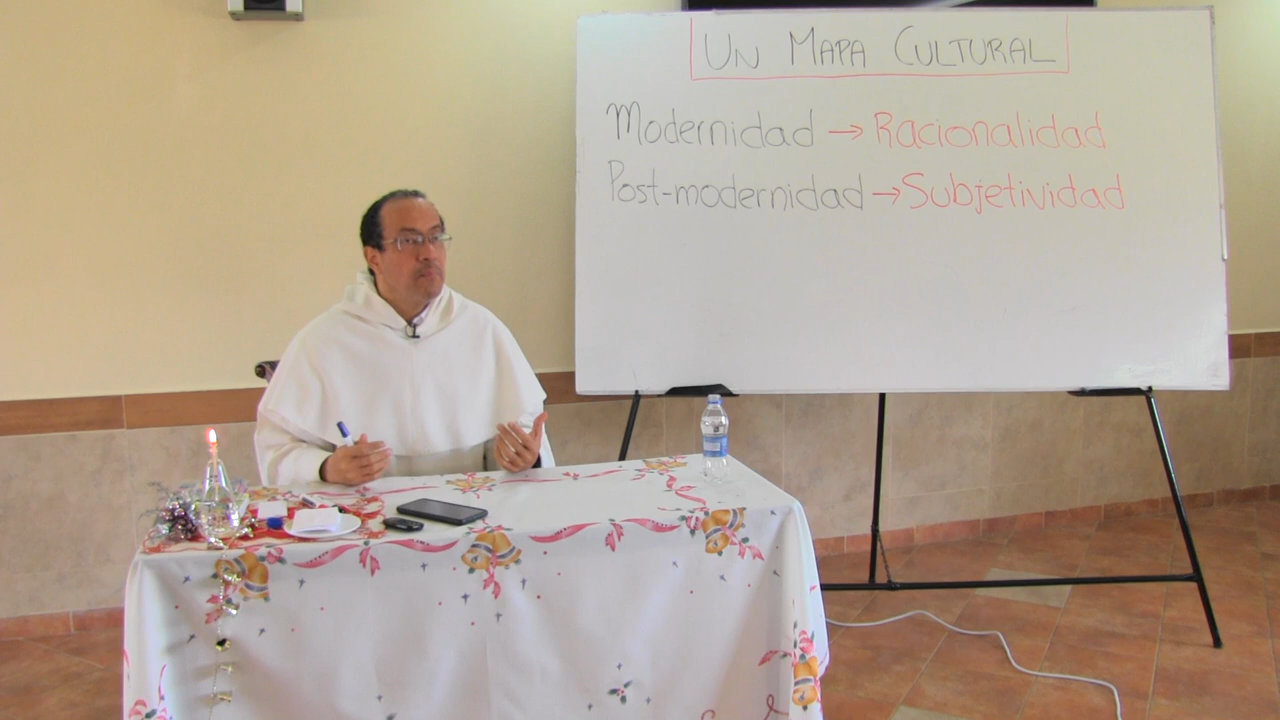 UN MAPA CULTURAL
Modernidad → Racionalidad
Post-modernidad → Subjetividad